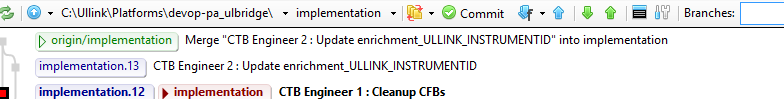 C:\Ullink\Platforms\devop-pa_ulbridge\ implementation Commit Branches:
origin/implementation Merge "CTB Engineer 2 : Update enrichment_ULLINK_INSTRUMENTID" into implementation
implementation.13 CTB Engineer 2 : Update enrichment_ULLINK_INSTRUMENTID
implementation.12 implementation CTB Engineer 1 : Cleanup CFBs